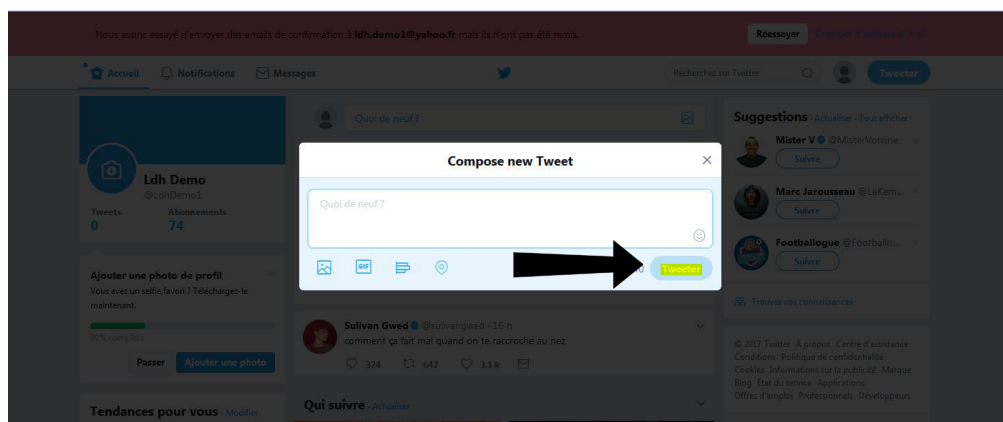 Nous avons essayé d'envoyer des emails de confirmation à ldh.demo1@yahoo.fr mais ils n'ont pas été remis.
Réessayer
Accueil
Notifications
Messages
Recherchez sur Twitter
Tweeter
Ldh Demo
@LdhDemo1
Tweets
Abonnements
0
74
Ajouter une photo de profil
Vous avez un selfie favori ? Téléchargez-le
maintenant.
Passer
Ajouter une photo
Tendances pour vous · Modifier
Quoi de neuf ?
Compose new Tweet
Quoi de neuf ?
GIF
Tweeter
Sulivan Gwed @sulivangwed · 16 h
comment ça fait mal quand on te raccroche au nez
324
642
3,1 k
Qui suivre · Actualiser
Suggestions · Actualiser · Tout afficher
Mister V @MisterVonline
Suivre
Marc Jarousseau @LeKem...
Suivre
Footballogue @Footballo...
Suivre
Trouvez vos connaissances
© 2017 Twitter À propos Centre d'assistance
Conditions Politique de confidentialité
Cookies Informations sur la publicité Marque
Blog État du service Applications
Offres d'emploi Professionnels Développeurs